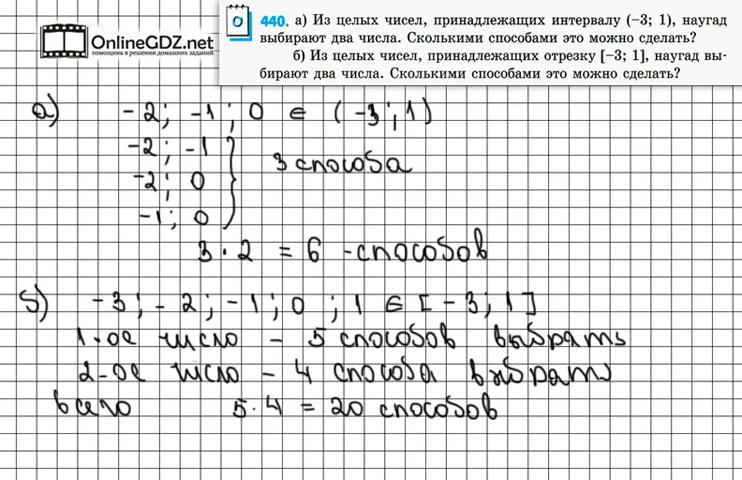 OnlineGDZ.net
помощник в решении домашних заданий
440. а) Из целых чисел, принадлежащих интервалу (−3; 1), наугад
выбирают два числа. Сколькими способами это можно сделать?
б) Из целых чисел, принадлежащих отрезку [−3; 1], наугад вы-
бирают два числа. Сколькими способами это можно сделать?
а) -2; -1; 0 ∈ (-3; 1)
-2; -1
-2; 0 } 3 способа
-1; 0
3 · 2 = 6 - способов
б) -3; -2; -1; 0; 1 ∈ [-3; 1]
1-ое число - 5 способов выбрать
2-ое число - 4 способа выбрать
всего 5·4 = 20 способов